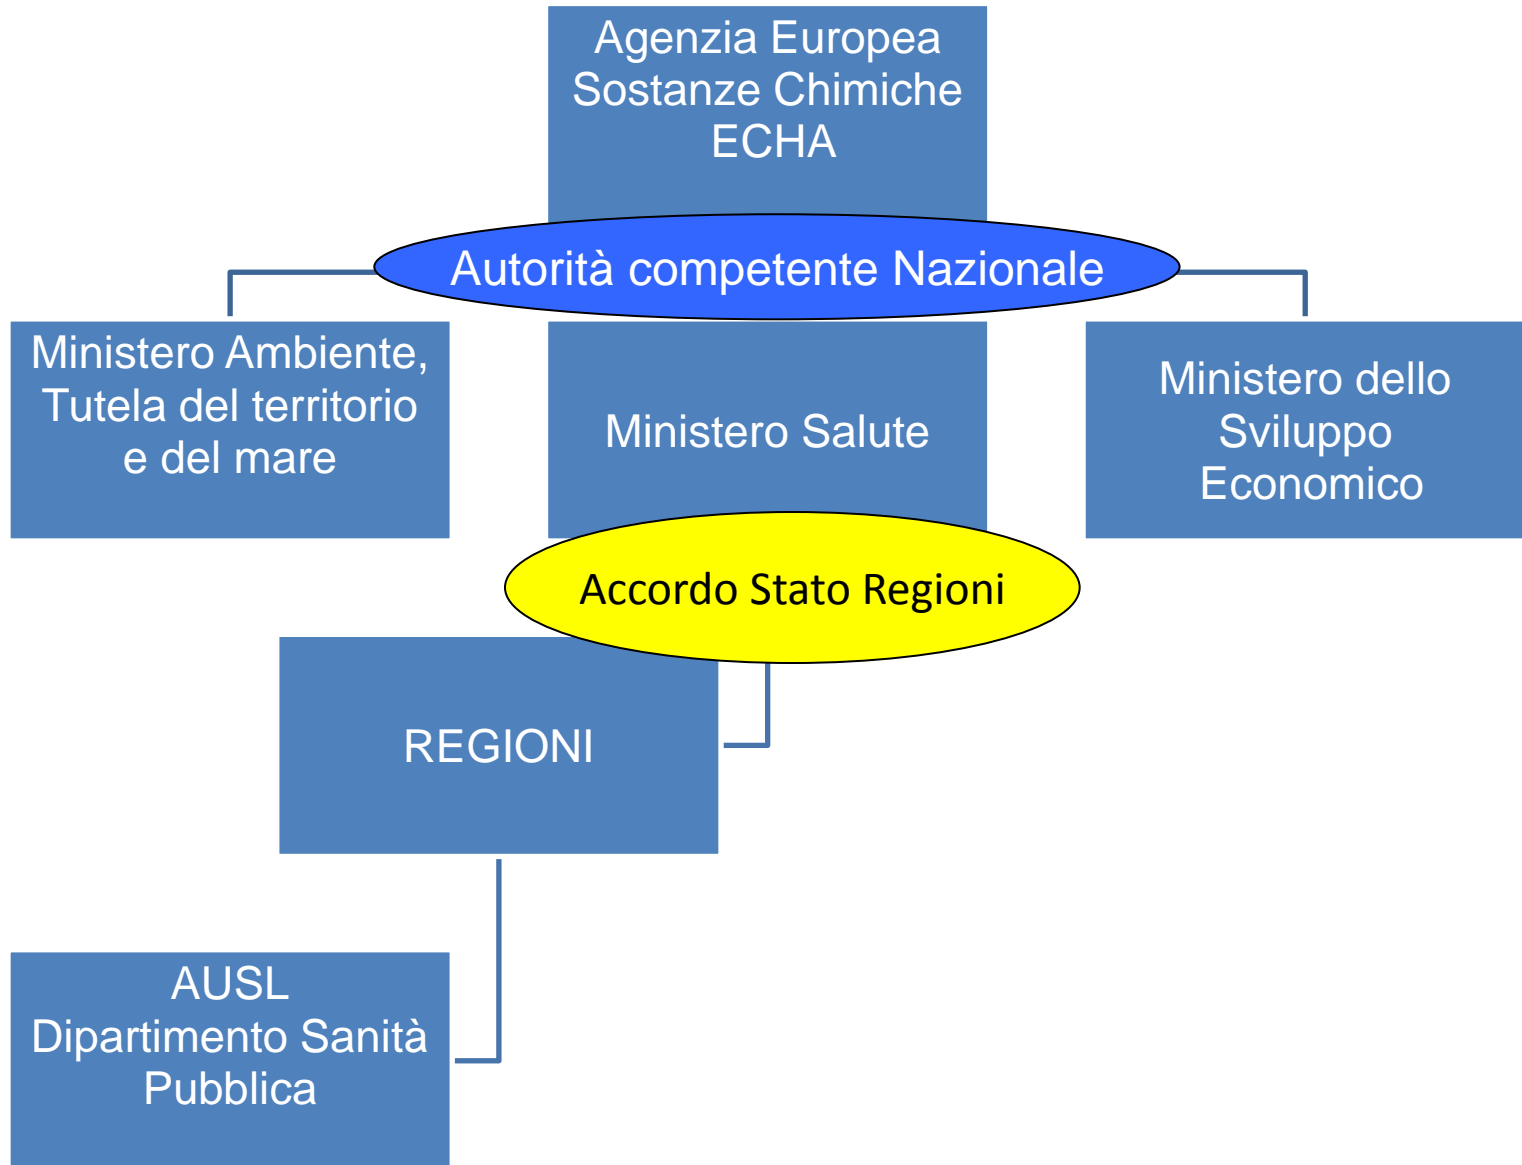 Agenzia Europea
Sostanze Chimiche
ECHA
Autorità competente Nazionale
Ministero Ambiente,
Tutela del territorio
e del mare
Ministero Salute
Ministero dello
Sviluppo
Economico
Accordo Stato Regioni
REGIONI
AUSL
Dipartimento Sanità
Pubblica